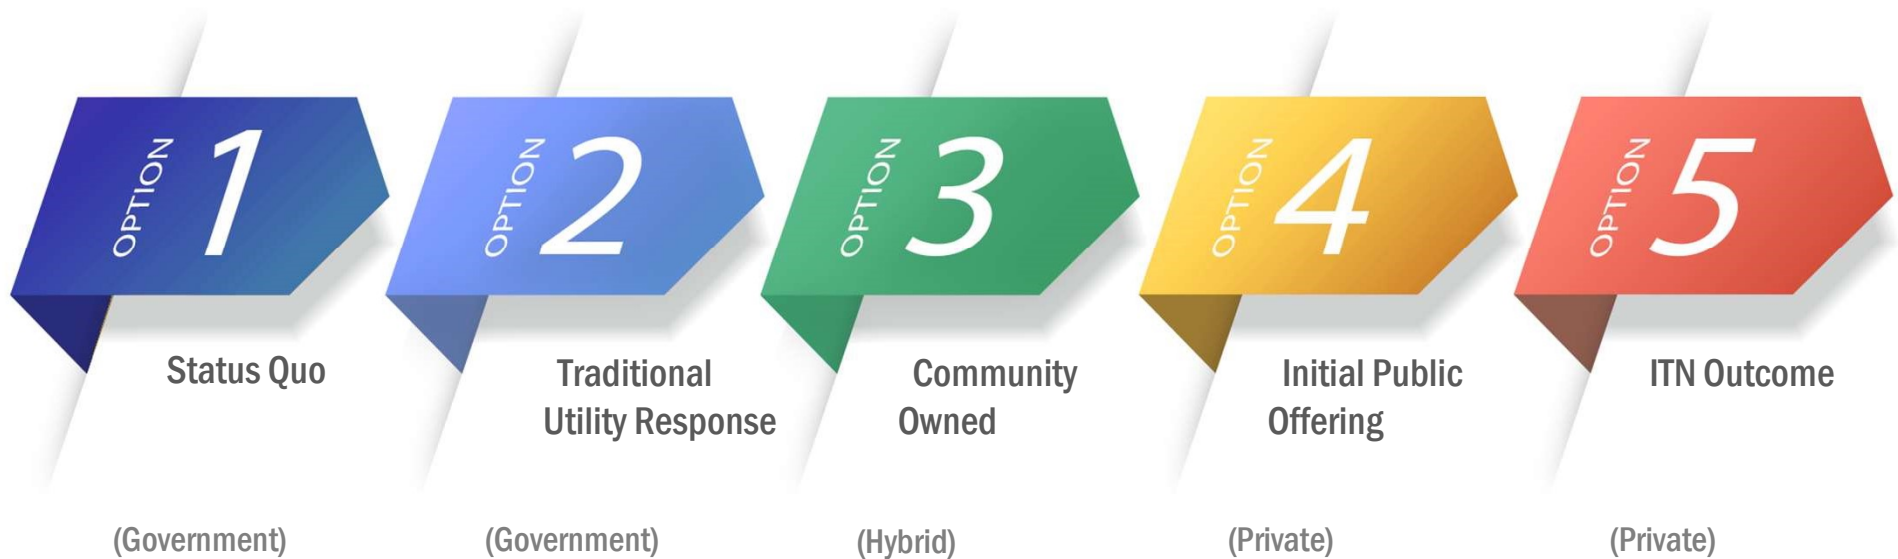 OPTION 1
Status Quo
(Government)
OPTION 2
Traditional
Utility Response
(Government)
OPTION 3
Community
Owned
(Hybrid)
OPTION 4
Initial Public
Offering
(Private)
OPTION 5
ITN Outcome
(Private)